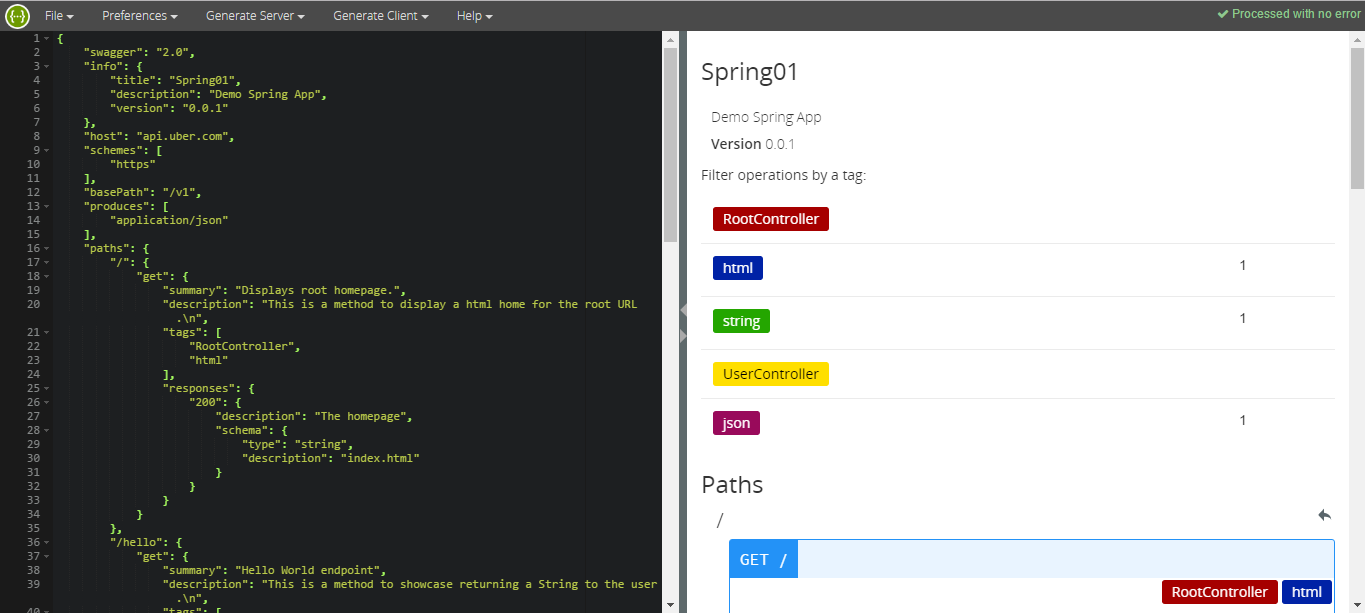 File Preferences Generate Server Generate Client Help Processed with no error
1 {
2 "swagger": "2.0",
3 "info": {
4 "title": "Spring01",
5 "description": "Demo Spring App",
6 "version": "0.0.1"
7 },
8 "host": "api.uber.com",
9 "schemes": [
10 "https"
11 ],
12 "basePath": "/v1",
13 "produces": [
14 "application/json"
15 ],
16 "paths": {
17 "/": {
18 "get": {
19 "summary": "Displays root homepage.",
20 "description": "This is a method to display a html home for the root URL
.\n",
21 "tags": [
22 "RootController",
23 "html"
24 ],
25 "responses": {
26 "200": {
27 "description": "The homepage",
28 "schema": {
29 "type": "string",
30 "description": "index.html"
31 }
32 }
33 }
34 }
35 },
36 "/hello": {
37 "get": {
38 "summary": "Hello World endpoint",
39 "description": "This is a method to showcase returning a String to the user
.\n",
40 "tags": [
Spring01
Demo Spring App
Version 0.0.1
Filter operations by a tag:
RootController
html 1
string 1
UserController
json 1
Paths
/
GET /
RootController html